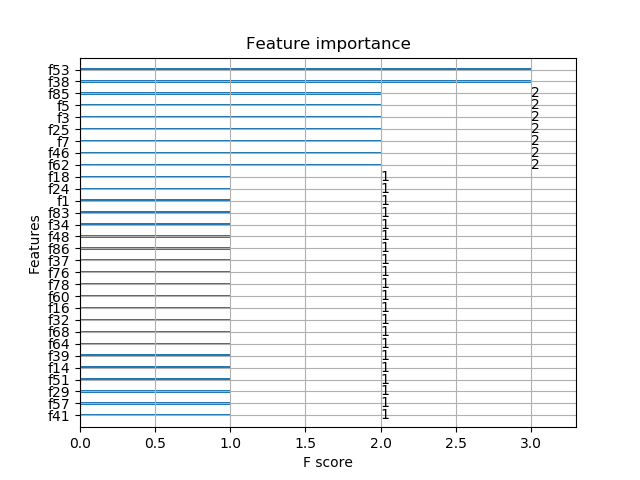 Feature importance
f53
f38
f85 2
f5 2
f3 2
f25 2
f7 2
f46 2
f62 2
f18 1
f24 1
f1 1
f83 1
f34 1
f48 1
f86 1
f37 1
f76 1
f78 1
f60 1
f16 1
f32 1
f68 1
f64 1
f39 1
f14 1
f51 1
f29 1
f57 1
f41 1
Features
0.0 0.5 1.0 1.5 2.0 2.5 3.0
F score